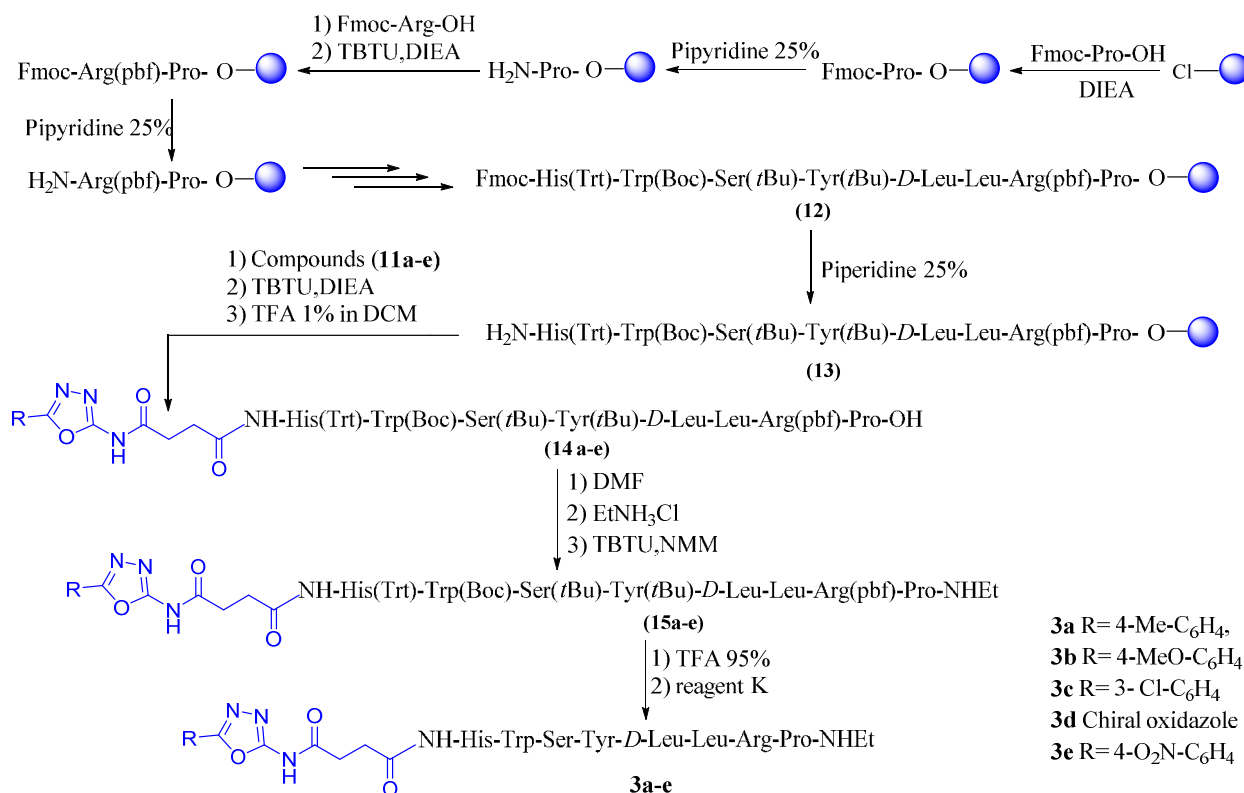 1) Fmoc-Arg-OH
2) TBTU,DIEA
Fmoc-Arg(pbf)-Pro- O
Pipyridine 25%
H₂N-Pro- O
Fmoc-Pro- O
Fmoc-Pro-OH
DIEA
Cl
Pipyridine 25%
H₂N-Arg(pbf)-Pro- O
Fmoc-His(Trt)-Trp(Boc)-Ser(tBu)-Tyr(tBu)-D-Leu-Leu-Arg(pbf)-Pro- O
(12)
Piperidine 25%
1) Compounds (11a-e)
2) TBTU,DIEA
3) TFA 1% in DCM
H₂N-His(Trt)-Trp(Boc)-Ser(tBu)-Tyr(tBu)-D-Leu-Leu-Arg(pbf)-Pro- O
(13)
R N N O N H O O NH-His(Trt)-Trp(Boc)-Ser(tBu)-Tyr(tBu)-D-Leu-Leu-Arg(pbf)-Pro-OH
(14 a-e)
1) DMF
2) EtNH₃Cl
3) TBTU,NMM
R N N O N H O O NH-His(Trt)-Trp(Boc)-Ser(tBu)-Tyr(tBu)-D-Leu-Leu-Arg(pbf)-Pro-NHEt
(15a-e)
1) TFA 95%
2) reagent K
R N N O N H O O NH-His-Trp-Ser-Tyr-D-Leu-Leu-Arg-Pro-NHEt
3a-e
3a R= 4-Me-C₆H₄,
3b R= 4-MeO-C₆H₄
3c R= 3- Cl-C₆H₄
3d Chiral oxidazole
3e R= 4-O₂N-C₆H₄